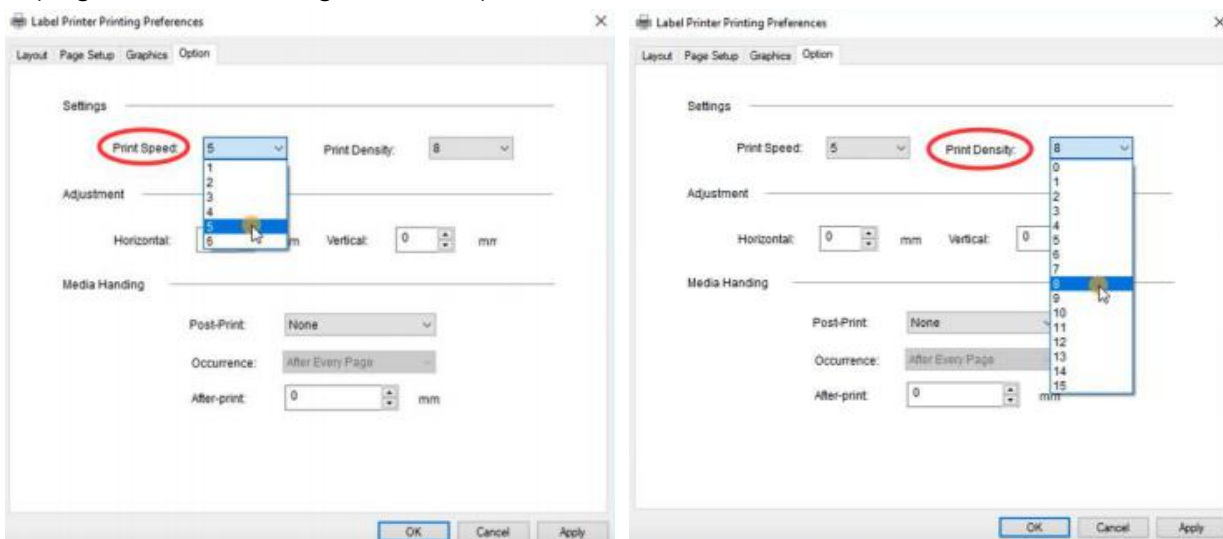 Label Printer Printing Preferences
Layout Page Setup Graphics Option
Settings
Print Speed: 5 Print Density: 8
1
2
3
4
5
6
Adjustment
Horizontal: m Vertical: 0 mm
Media Handing
Post-Print: None
Occurrence: After Every Page
After-print: 0 mm
OK Cancel Apply
Label Printer Printing Preferences
Layout Page Setup Graphics Option
Settings
Print Speed: 5 Print Density: 8
0
1
2
3
4
5
6
7
8
9
10
11
12
13
14
15
Adjustment
Horizontal: 0 mm Vertical: 0
Media Handing
Post-Print: None
Occurrence: After Every Page
After-print: 0 mm
OK Cancel Apply